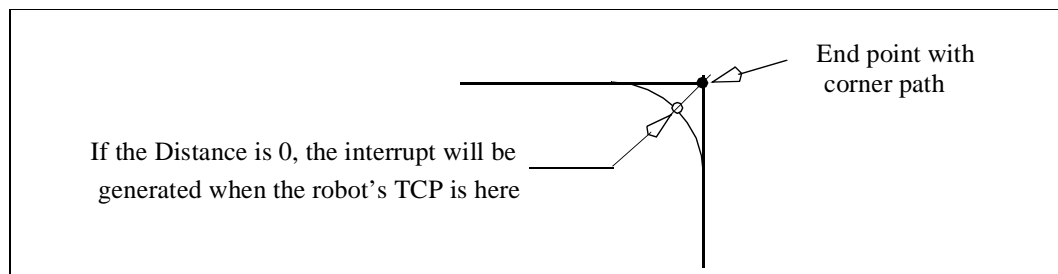 End point with
corner path
If the Distance is 0, the interrupt will be
generated when the robot's TCP is here